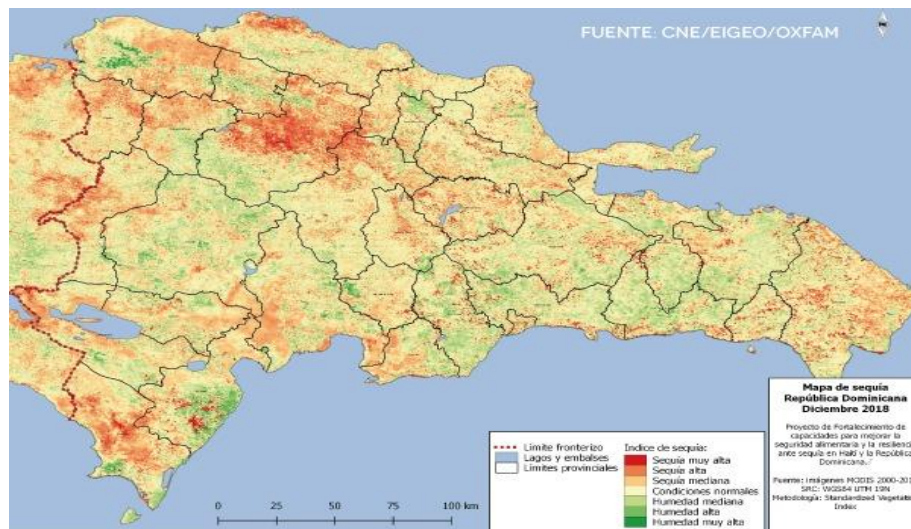 FUENTE: CNE/EIGEO/OXFAM
Mapa de sequía
República Dominicana
Diciembre 2018
Proyecto de Fortalecimiento de
capacidades para mejorar la
seguridad alimentaria y la resiliencia
ante sequía en Haití y la República
Dominicana.
Fuente: imágenes MODIS 2000-201
SRC: WGS84 UTM 19N
Metodología: Standardized Vegetati
Index
Límite fronterizo
Lagos y embalses
Límites provinciales
Indice de sequía:
Sequía muy alta
Sequía alta
Sequía mediana
Condiciones normales
Humedad mediana
Humedad alta
Humedad muy alta
0 25 50 75 100 km